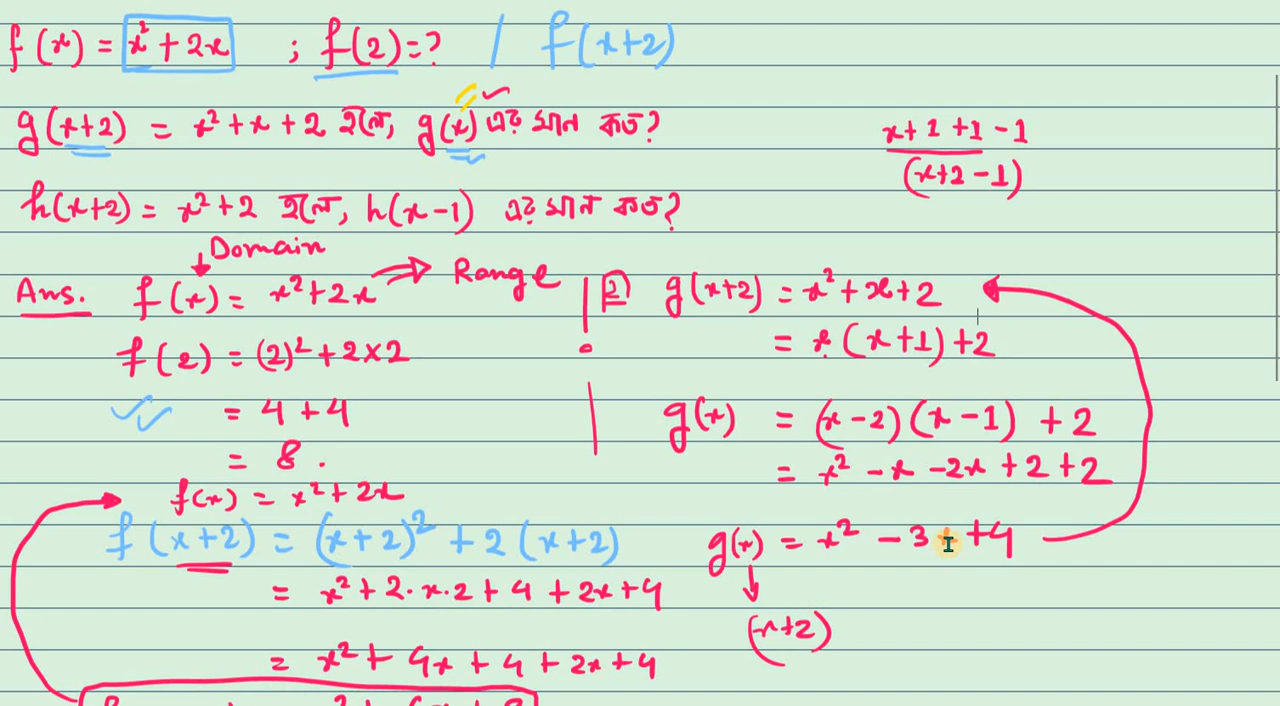 f(x) = x² + 2x ; f(2)=? / f(x+2)
g(x+2) = x²+x+2 হলে, g(x) এর মান কত?
x+1+1-1
(x+2-1)
h(x+2) = x²+2 হলে, h(x-1) এর মান কত?
Domain
Ans. f(x) = x²+2x ⇒ Range
f(2) = (2)²+2×2
= 4+4
= 8.
f(x) = x²+2x
f(x+2) = (x+2)² + 2(x+2)
= x²+2·x·2+4+2x+4
= x²+4x+4+2x+4
2) g(x+2) = x²+x+2
= x(x+1)+2
g(x) = (x-2)(x-1)+2
= x²-x-2x+2+2
g(x) = x²-3x+4
(x+2)